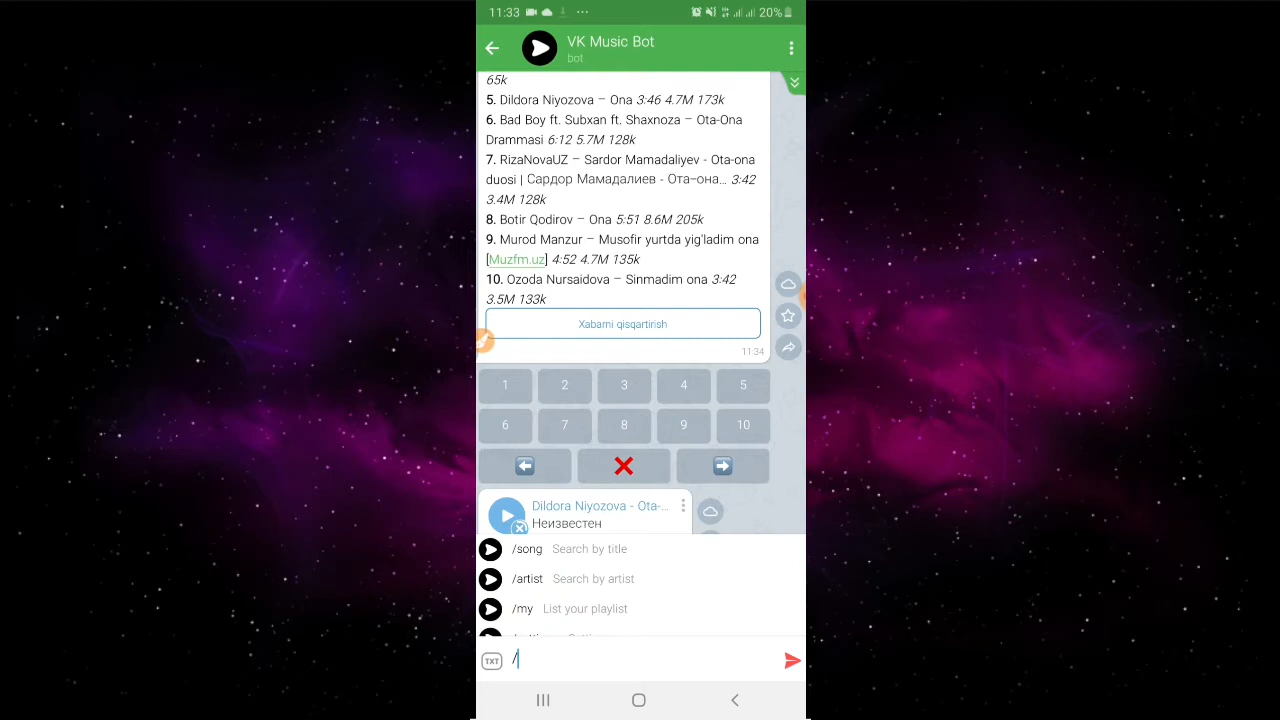 11:33 20%
VK Music Bot
bot
65k
5. Dildora Niyozova – Ona 3:46 4.7M 173k
6. Bad Boy ft. Subxan ft. Shaxnoza – Ota-Ona
Drammasi 6:12 5.7M 128k
7. RizaNovaUZ – Sardor Mamadaliyev - Ota-ona
duosi | Сардор Мамадалиев - Ота-она... 3:42
3.4M 128k
8. Botir Qodirov – Ona 5:51 8.6M 205k
9. Murod Manzur – Musofir yurtda yig'ladim ona
[Muzfm.uz] 4:52 4.7M 135k
10. Ozoda Nursaidova – Sinmadim ona 3:42
3.5M 133k
Xabarni qisqartirish
11:34
1 2 3 4 5
6 7 8 9 10
Dildora Niyozova - Ota-...
Неизвестен
/song Search by title
/artist Search by artist
/my List your playlist
TXT /